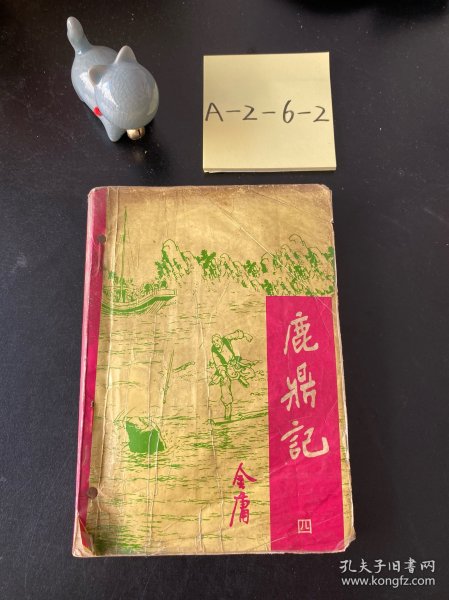 A-2-6-2
鹿鼎記
金庸
四
孔夫子旧书网
www.kongfz.com